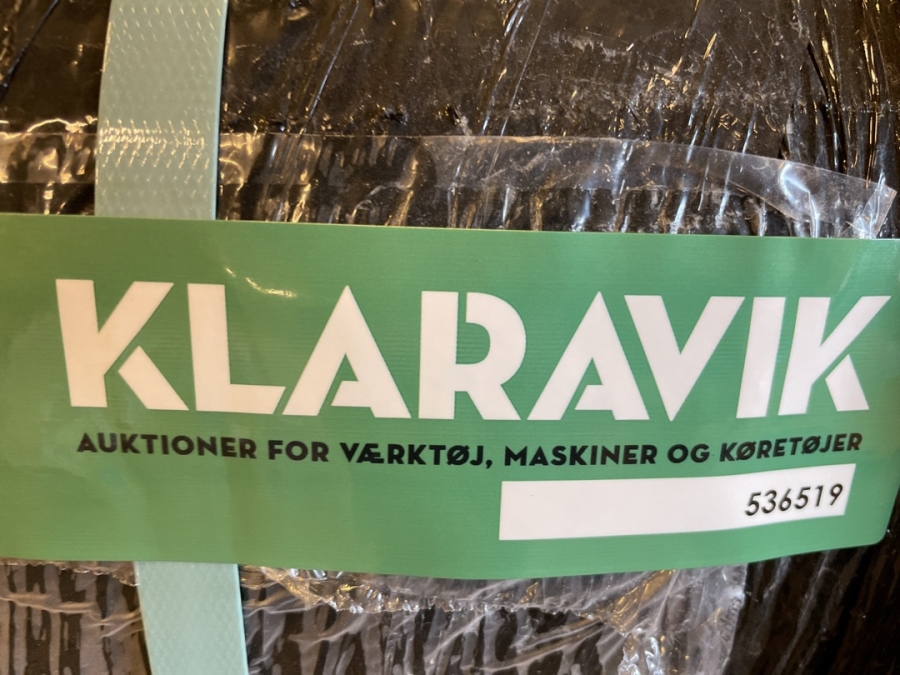 KLARAVIK
AUKTIONER FOR VÆRKTØJ, MASKINER OG KØRETØJER
536519